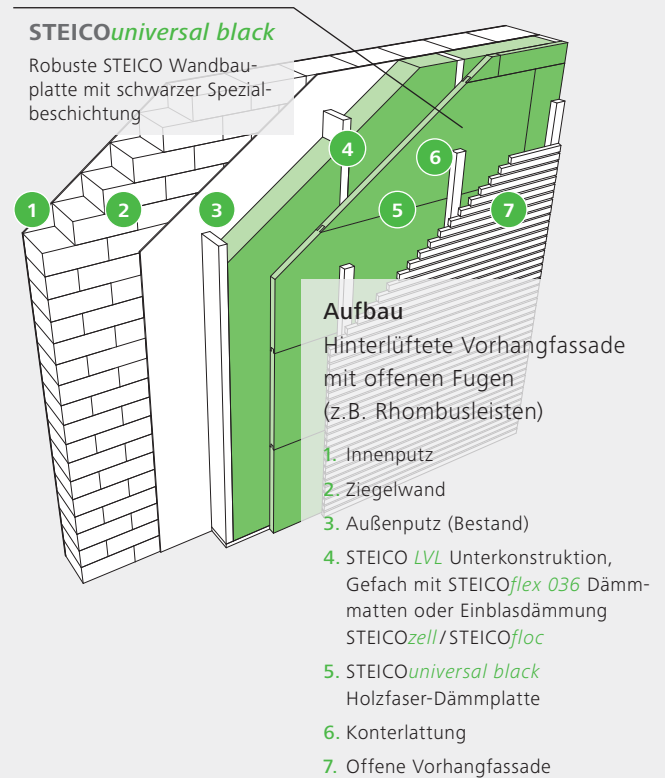 STEICOuniversal black
Robuste STEICO Wandbau-
platte mit schwarzer Spezial-
beschichtung
1
2
3
4
5
6
7
Aufbau
Hinterlüftete Vorhangfassade
mit offenen Fugen
(z.B. Rhombusleisten)
1. Innenputz
2. Ziegelwand
3. Außenputz (Bestand)
4. STEICO LVL Unterkonstruktion,
Gefach mit STEICOflex 036 Dämm-
matten oder Einblasdämmung
STEICOzell/STEICOfloc
5. STEICOuniversal black
Holzfaser-Dämmplatte
6. Konterlattung
7. Offene Vorhangfassade